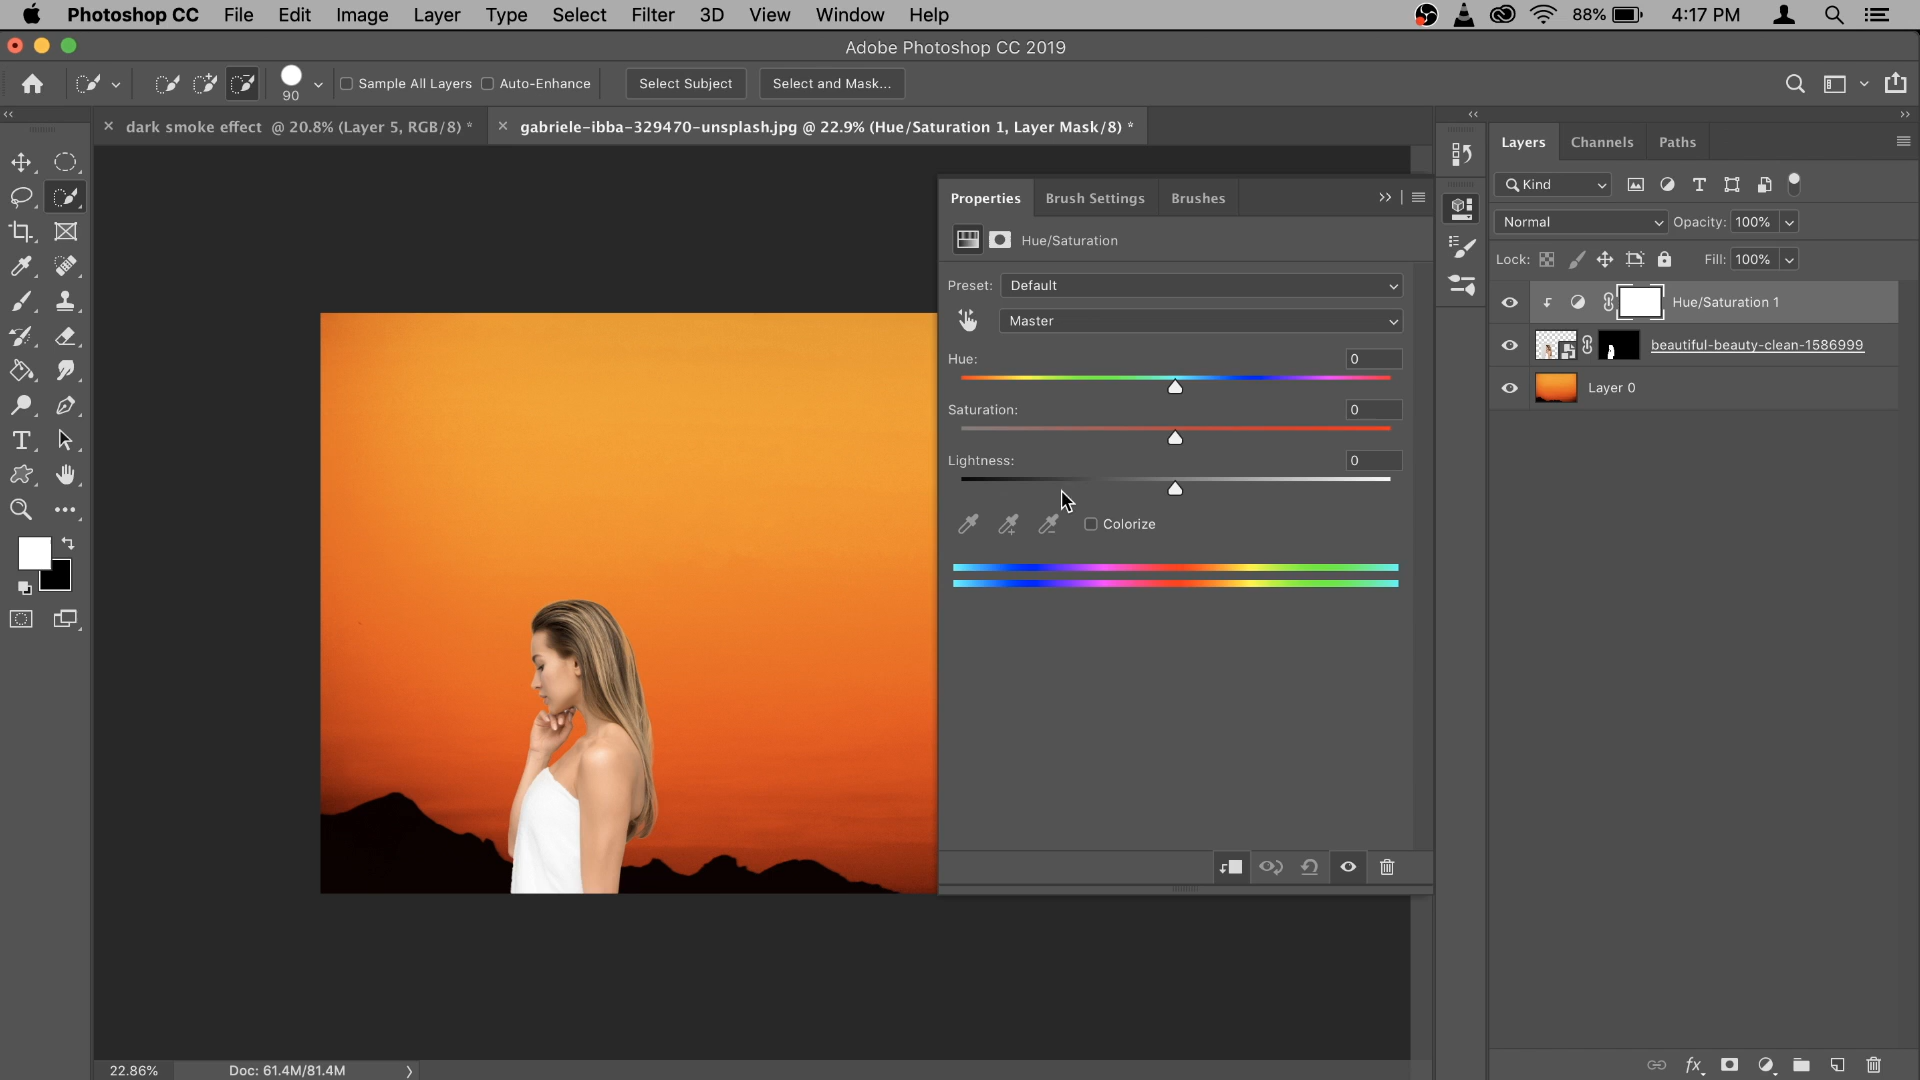 Photoshop CC File Edit Image Layer Type Select Filter 3D View Window Help 88% 4:17 PM
Adobe Photoshop CC 2019
90 Sample All Layers Auto-Enhance Select Subject Select and Mask...
dark smoke effect @ 20.8% (Layer 5, RGB/8) *
gabriele-ibba-329470-unsplash.jpg @ 22.9% (Hue/Saturation 1, Layer Mask/8) *
Properties Brush Settings Brushes
Hue/Saturation
Preset: Default
Master
Hue: 0
Saturation: 0
Lightness: 0
Colorize
Layers Channels Paths
Kind
Normal Opacity: 100%
Lock: Fill: 100%
Hue/Saturation 1
beautiful-beauty-clean-1586999
Layer 0
22.86% Doc: 61.4M/81.4M